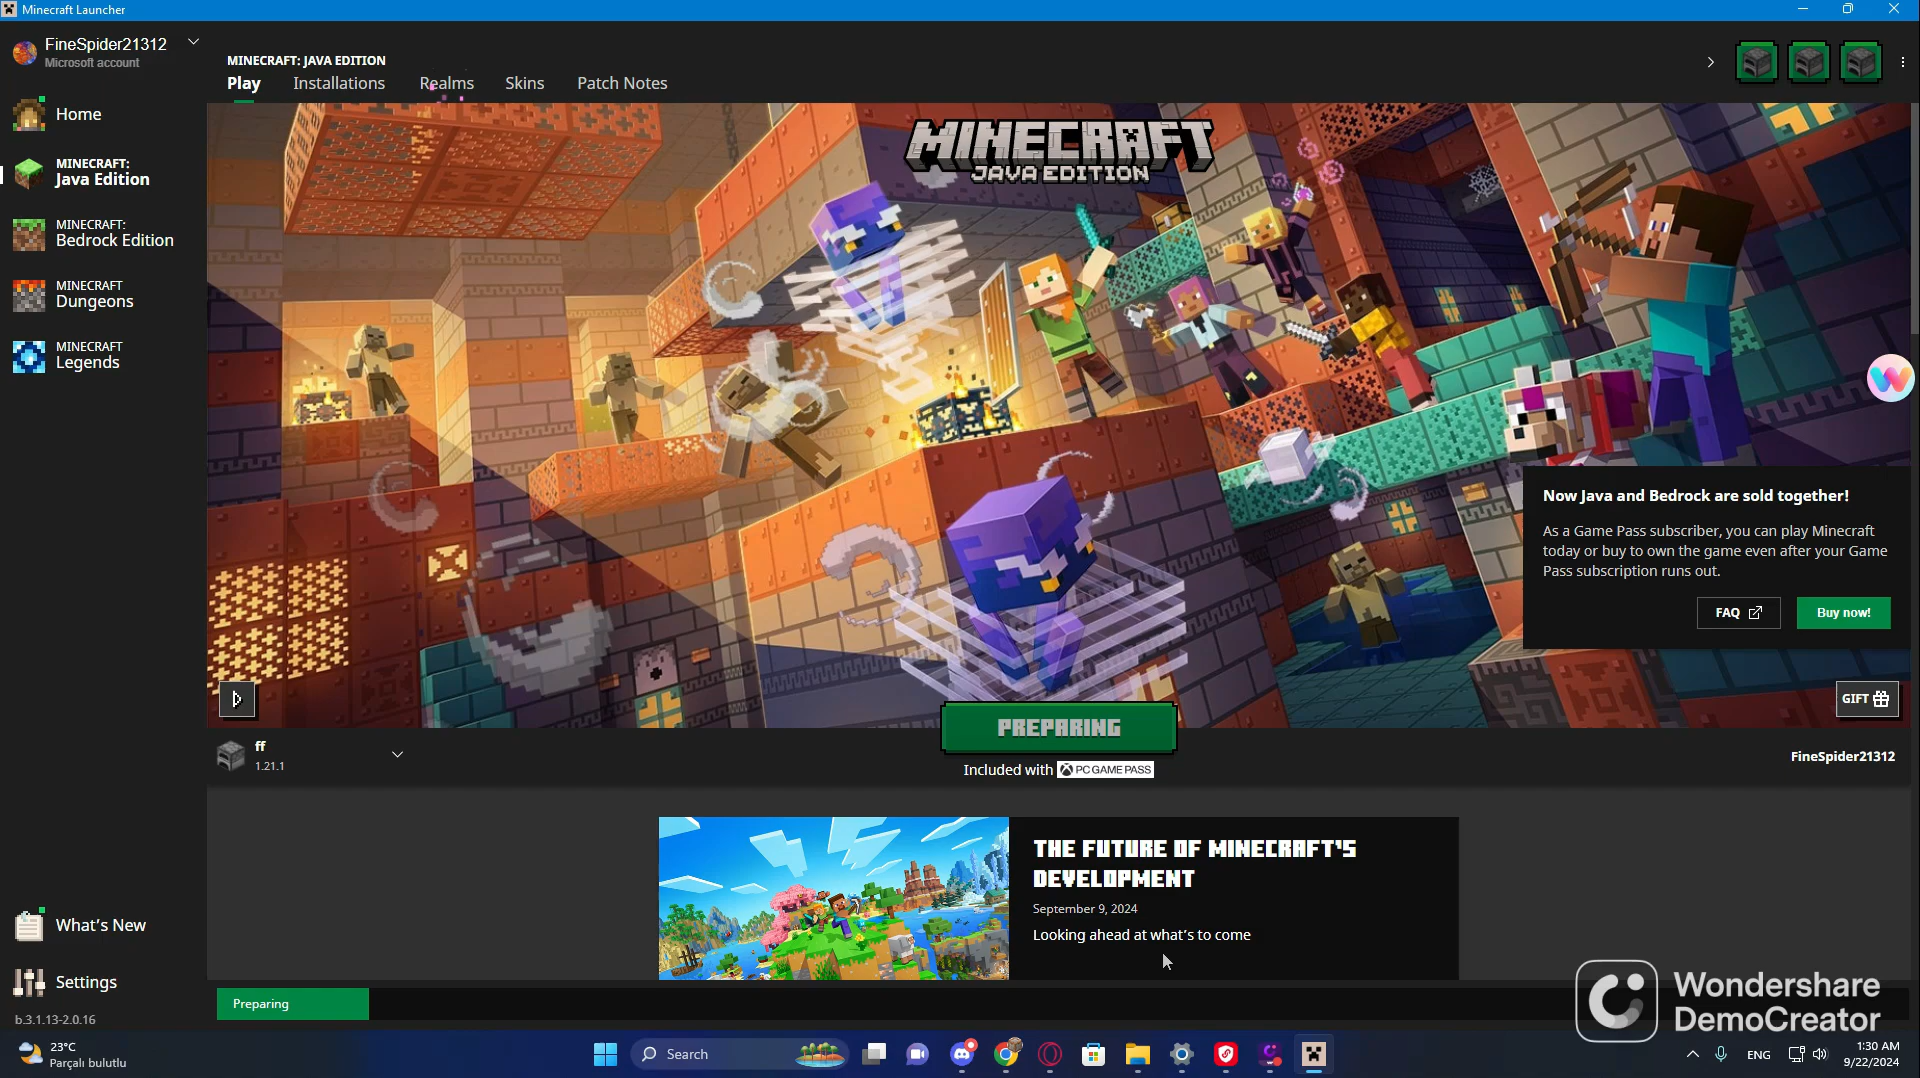 Minecraft Launcher
FineSpider21312
Microsoft account
MINECRAFT: JAVA EDITION
Play
Installations
Realms
Skins
Patch Notes
Home
MINECRAFT:
Java Edition
MINECRAFT:
Bedrock Edition
MINECRAFT
Dungeons
MINECRAFT
Legends
MINECRAFT
JAVA EDITION
Now Java and Bedrock are sold together!
As a Game Pass subscriber, you can play Minecraft
today or buy to own the game even after your Game
Pass subscription runs out.
FAQ
Buy now!
GIFT
PREPARING
ff
1.21.1
Included with PC GAME PASS
FineSpider21312
THE FUTURE OF MINECRAFT'S
DEVELOPMENT
September 9, 2024
Looking ahead at what's to come
What's New
Settings
b.3.1.13-2.0.16
Preparing
Wondershare
DemoCreator
23°C
Parçalı bulutlu
Search
ENG
1:30 AM
9/22/2024